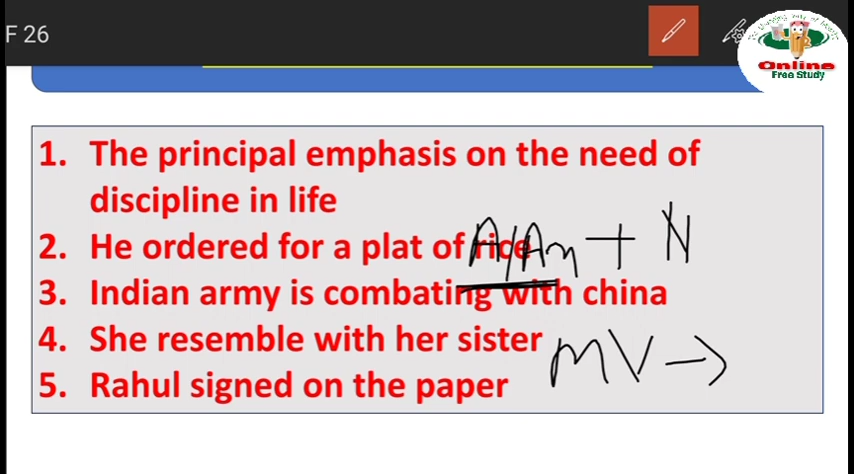 F 26
Online
Free Study
1. The principal emphasis on the need of
discipline in life
2. He ordered for a plat of rice
A/An + N
3. Indian army is combating with china
4. She resemble with her sister
MV →
5. Rahul signed on the paper